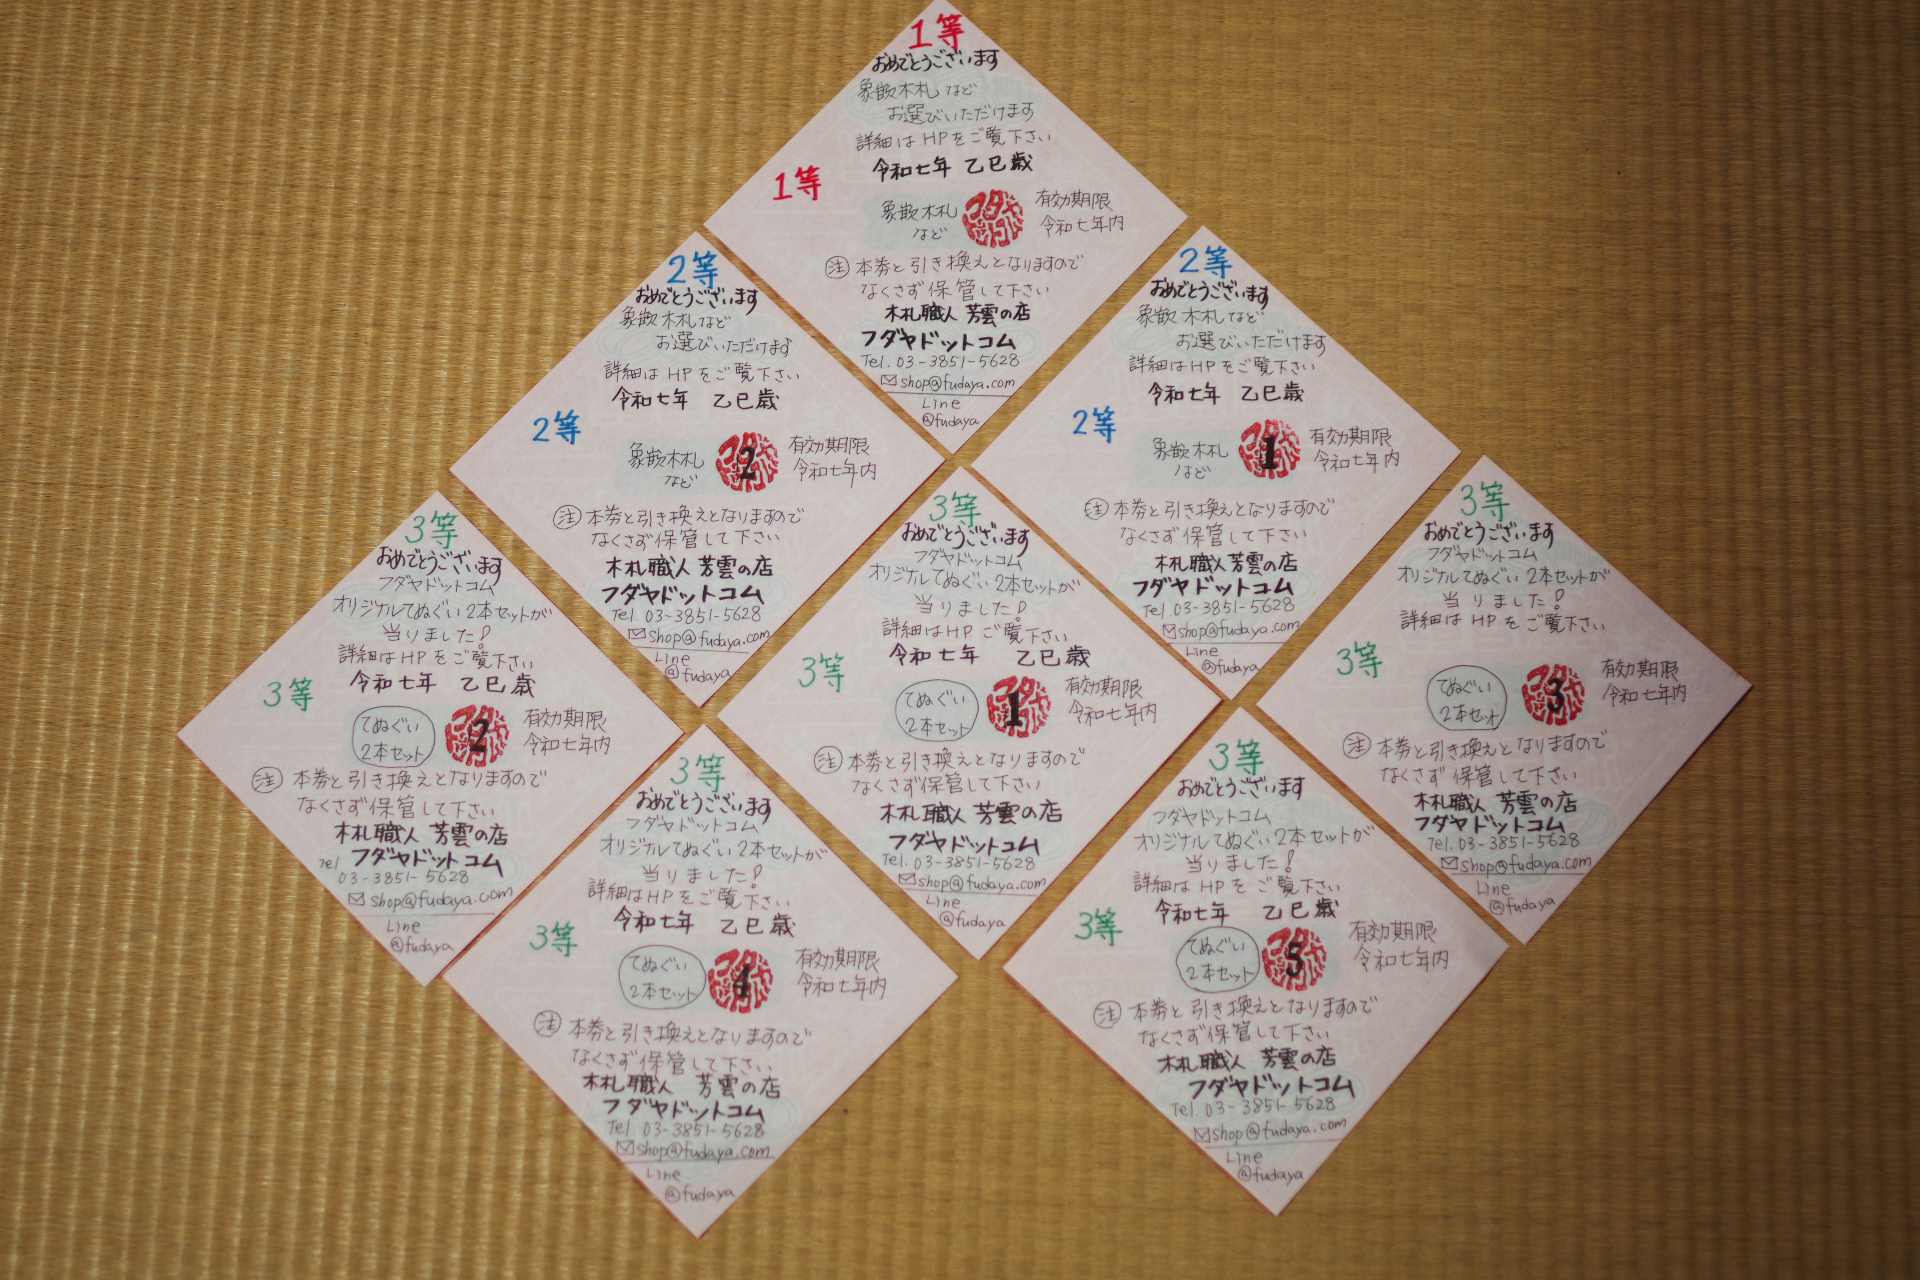 1等
おめでとうございます
象嵌木札など
お選びいただけます
詳細はHPをご覧下さい
令和七年 乙巳歳
1等
象嵌木札
など
有効期限
令和七年内
注 本券と引き換えとなりますので
なくさず保管して下さい
木札職人 芳雲の店
フダヤドットコム
Tel. 03-3851-5628
shop@fudaya.com
Line
@fudaya
2等
おめでとうございます
象嵌木札など
お選びいただけます
詳細はHPをご覧下さい
令和七年 乙巳歳
2等
象嵌木札
など
2
有効期限
令和七年内
注 本券と引き換えとなりますので
なくさず保管して下さい
木札職人 芳雲の店
フダヤドットコム
Tel. 03-3851-5628
shop@fudaya.com
Line
@fudaya
2等
おめでとうございます
象嵌木札など
お選びいただけます
詳細はHPをご覧下さい
令和七年 乙巳歳
2等
象嵌木札
など
1
有効期限
令和七年内
注 本券と引き換えとなりますので
なくさず保管して下さい
木札職人 芳雲の店
フダヤドットコム
Tel. 03-3851-5628
shop@fudaya.com
Line
@fudaya
3等
おめでとうございます
フダヤドットコム
オリジナルてぬぐい2本セットが
当りました!
詳細はHPをご覧下さい
令和七年 乙巳歳
3等
てぬぐい
2本セット
2
有効期限
令和七年内
注 本券と引き換えとなりますので
なくさず保管して下さい
木札職人 芳雲の店
フダヤドットコム
Tel
03-3851-5628
shop@fudaya.com
Line
@fudaya
3等
おめでとうございます
フダヤドットコム
オリジナルてぬぐい2本セットが
当りました!
詳細はHPご覧下さい
令和七年 乙巳歳
3等
てぬぐい
2本セット
1
有効期限
令和七年内
注 本券と引き換えとなりますので
なくさず保管して下さい
木札職人 芳雲の店
フダヤドットコム
Tel. 03-3851-5628
shop@fudaya.com
Line
@fudaya
3等
おめでとうございます
フダヤドットコム
オリジナルてぬぐい2本セットが
当りました!
詳細はHPをご覧下さい
3等
てぬぐい
2本セット
3
有効期限
令和七年内
注 本券と引き換えとなりますので
なくさず保管して下さい
木札職人 芳雲の店
フダヤドットコム
Tel. 03-3851-5628
shop@fudaya.com
Line
@fudaya
3等
おめでとうございます
フダヤドットコム
オリジナルてぬぐい2本セットが
当りました!
詳細はHPをご覧下さい
令和七年 乙巳歳
3等
てぬぐい
2本セット
4
有効期限
令和七年内
注 本券と引き換えとなりますので
なくさず保管して下さい
木札職人 芳雲の店
フダヤドットコム
Tel. 03-3851-5628
shop@fudaya.com
Line
@fudaya
3等
おめでとうございます
フダヤドットコム
オリジナルてぬぐい2本セットが
当りました!
詳細はHPをご覧下さい
令和七年 乙巳歳
3等
てぬぐい
2本セット
5
有効期限
令和七年内
注 本券と引き換えとなりますので
なくさず保管して下さい
木札職人 芳雲の店
フダヤドットコム
Tel. 03-3851-5628
shop@fudaya.com
Line
@fudaya